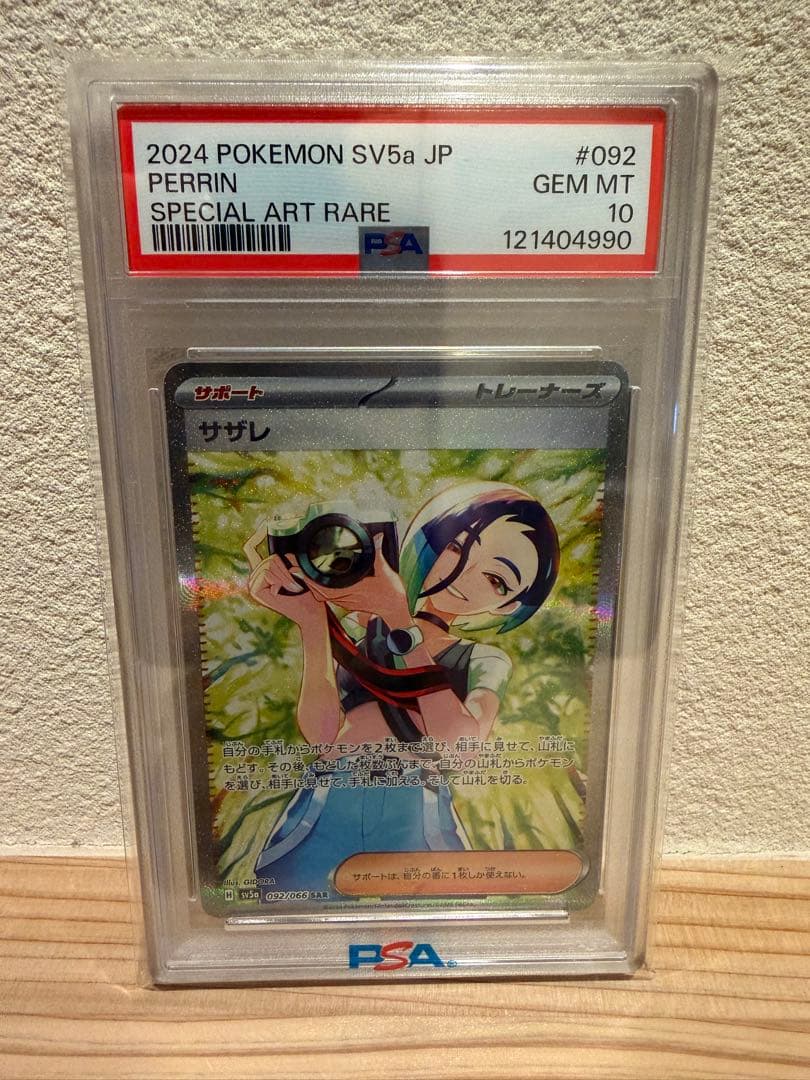 2024 POKEMON SV5a JP #092
PERRIN GEM MT
SPECIAL ART RARE 10
PSA 121404990
サポート トレーナーズ
サザレ
自分の手札からポケモンを2枚まで選び、相手に見せて、山札に
もどす。その後、もどした枚数ぶんまで、自分の山札からポケモン
を選び、相手に見せて、手札に加える。そして山札を切る。
サポートは、自分の番に1枚しか使えない。
Illus. GIDORA
H sv5a 092/066 SAR
PSA